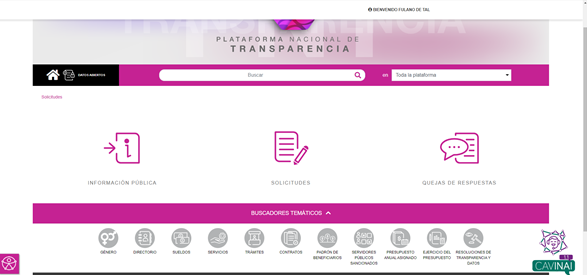 BIENVENIDO FULANO DE TAL
TRANSPARENCIA
PLATAFORMA NACIONAL DE
TRANSPARENCIA
DATOS ABIERTOS
Buscar
en
Toda la plataforma
Solicitudes
INFORMACIÓN PÚBLICA
SOLICITUDES
QUEJAS DE RESPUESTAS
BUSCADORES TEMÁTICOS
GÉNERO
DIRECTORIO
SUELDOS
SERVICIOS
TRÁMITES
CONTRATOS
PADRÓN DE
BENEFICIARIOS
SERVIDORES
PÚBLICOS
SANCIONADOS
PRESUPUESTO
ANUAL ASIGNADO
EJERCICIO DEL
PRESUPUESTO
RESOLUCIONES DE
TRANSPARENCIA Y
DATOS
CAVINAI